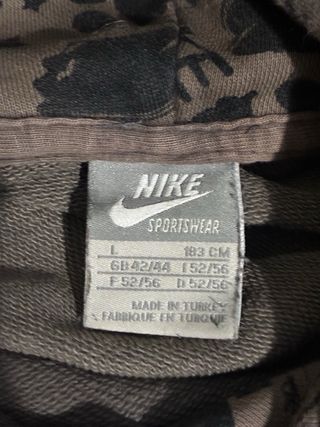 NIKE
SPORTSWEAR
L 183 CM
GB 42/44 I 52/56
F 52/56 D 52/56
MADE IN TURKEY
FABRIQUE EN TURQUIE